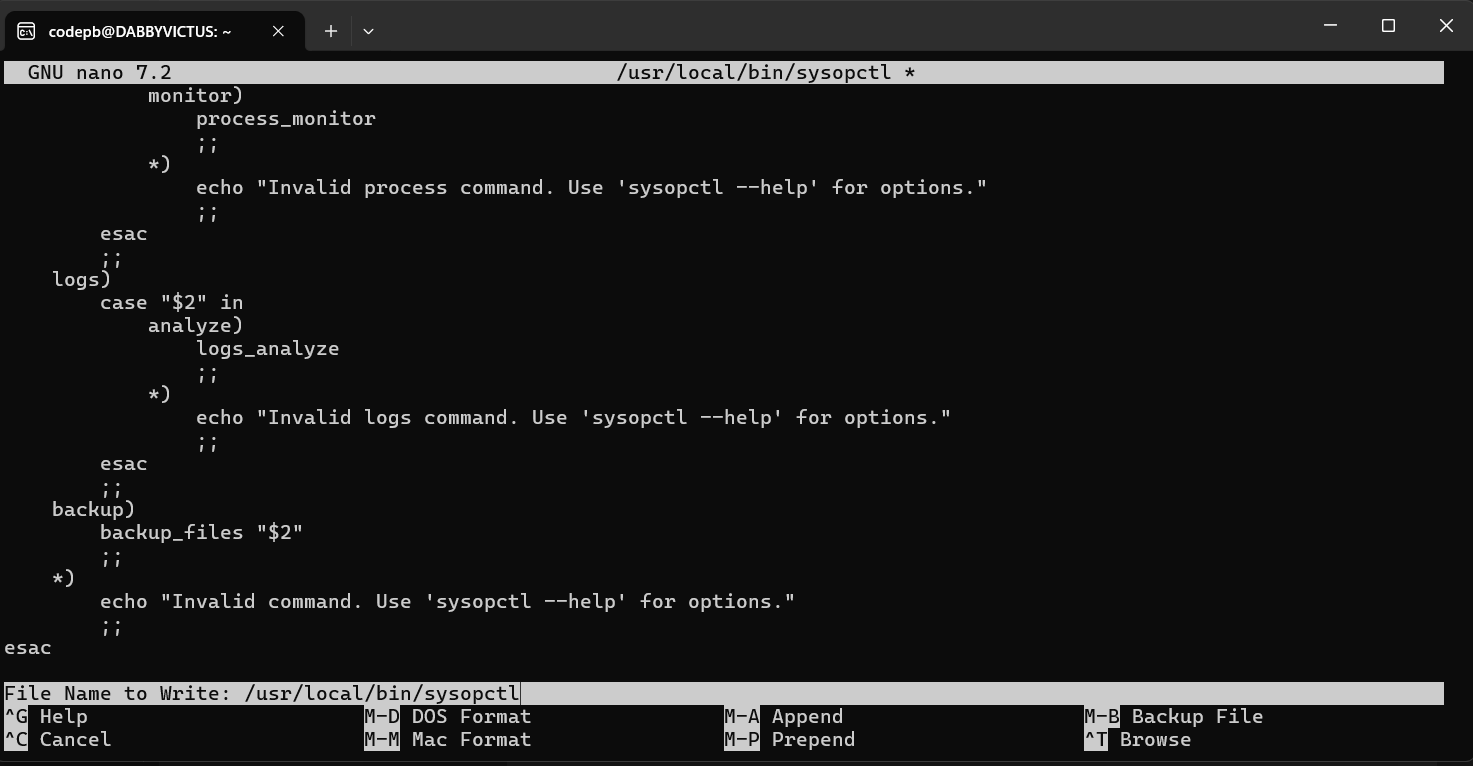 codepb@DABBYVICTUS: ~
GNU nano 7.2 /usr/local/bin/sysopctl *
            monitor)
                process_monitor
                ;;
            *)
                echo "Invalid process command. Use 'sysopctl --help' for options."
                ;;
        esac
        ;;
    logs)
        case "$2" in
            analyze)
                logs_analyze
                ;;
            *)
                echo "Invalid logs command. Use 'sysopctl --help' for options."
                ;;
        esac
        ;;
    backup)
        backup_files "$2"
        ;;
    *)
        echo "Invalid command. Use 'sysopctl --help' for options."
        ;;
esac
File Name to Write: /usr/local/bin/sysopctl
^G Help M-D DOS Format M-A Append M-B Backup File
^C Cancel M-M Mac Format M-P Prepend ^T Browse